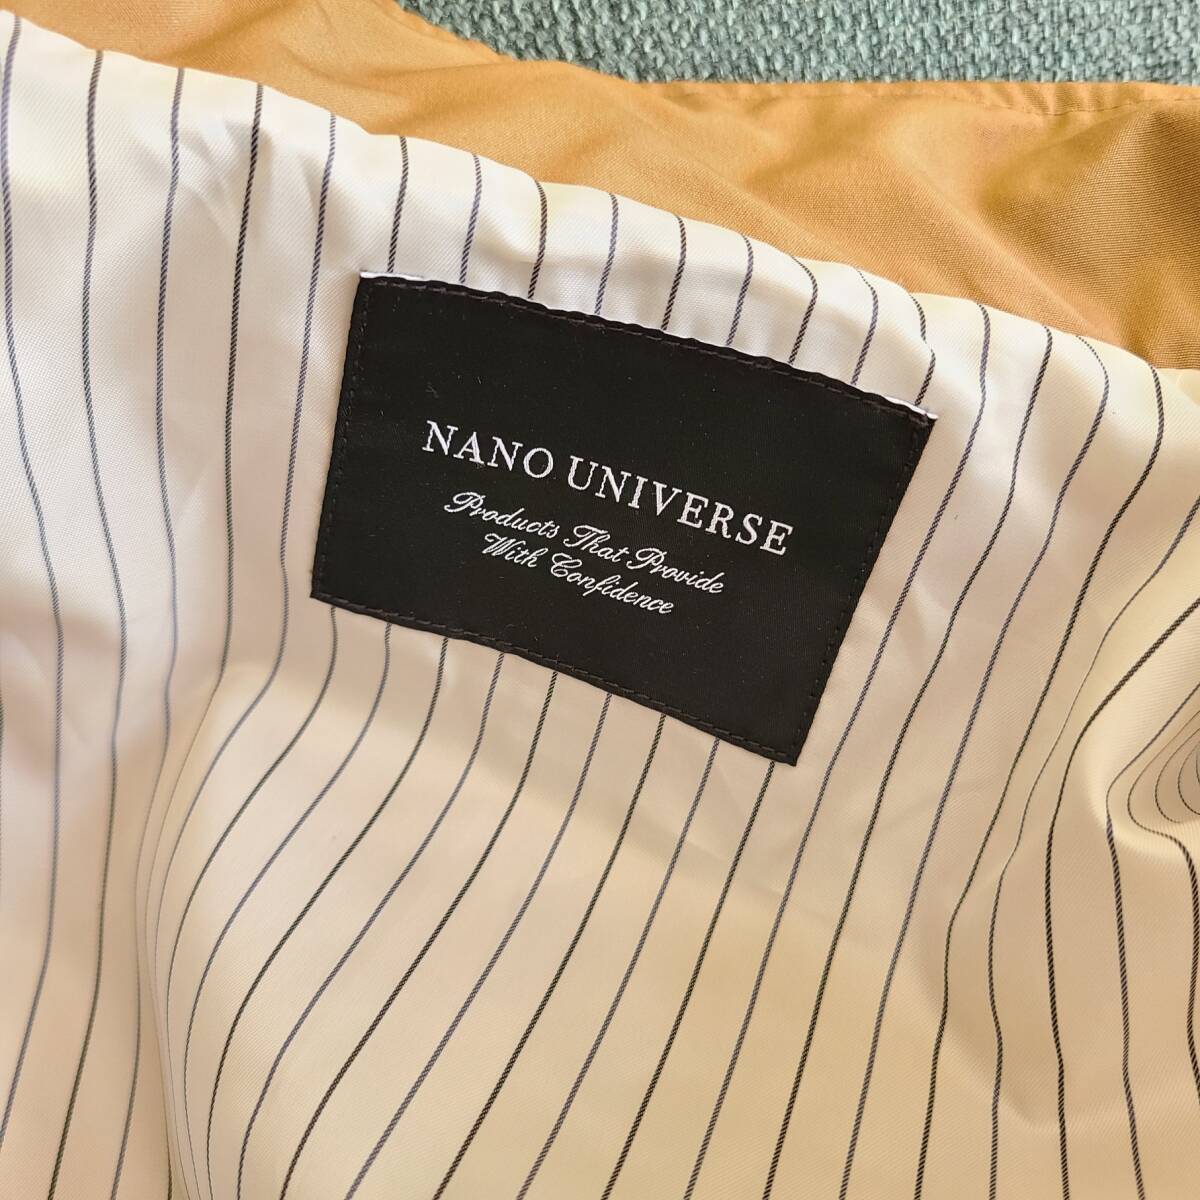 NANO UNIVERSE
Products That Provide
With Confidence